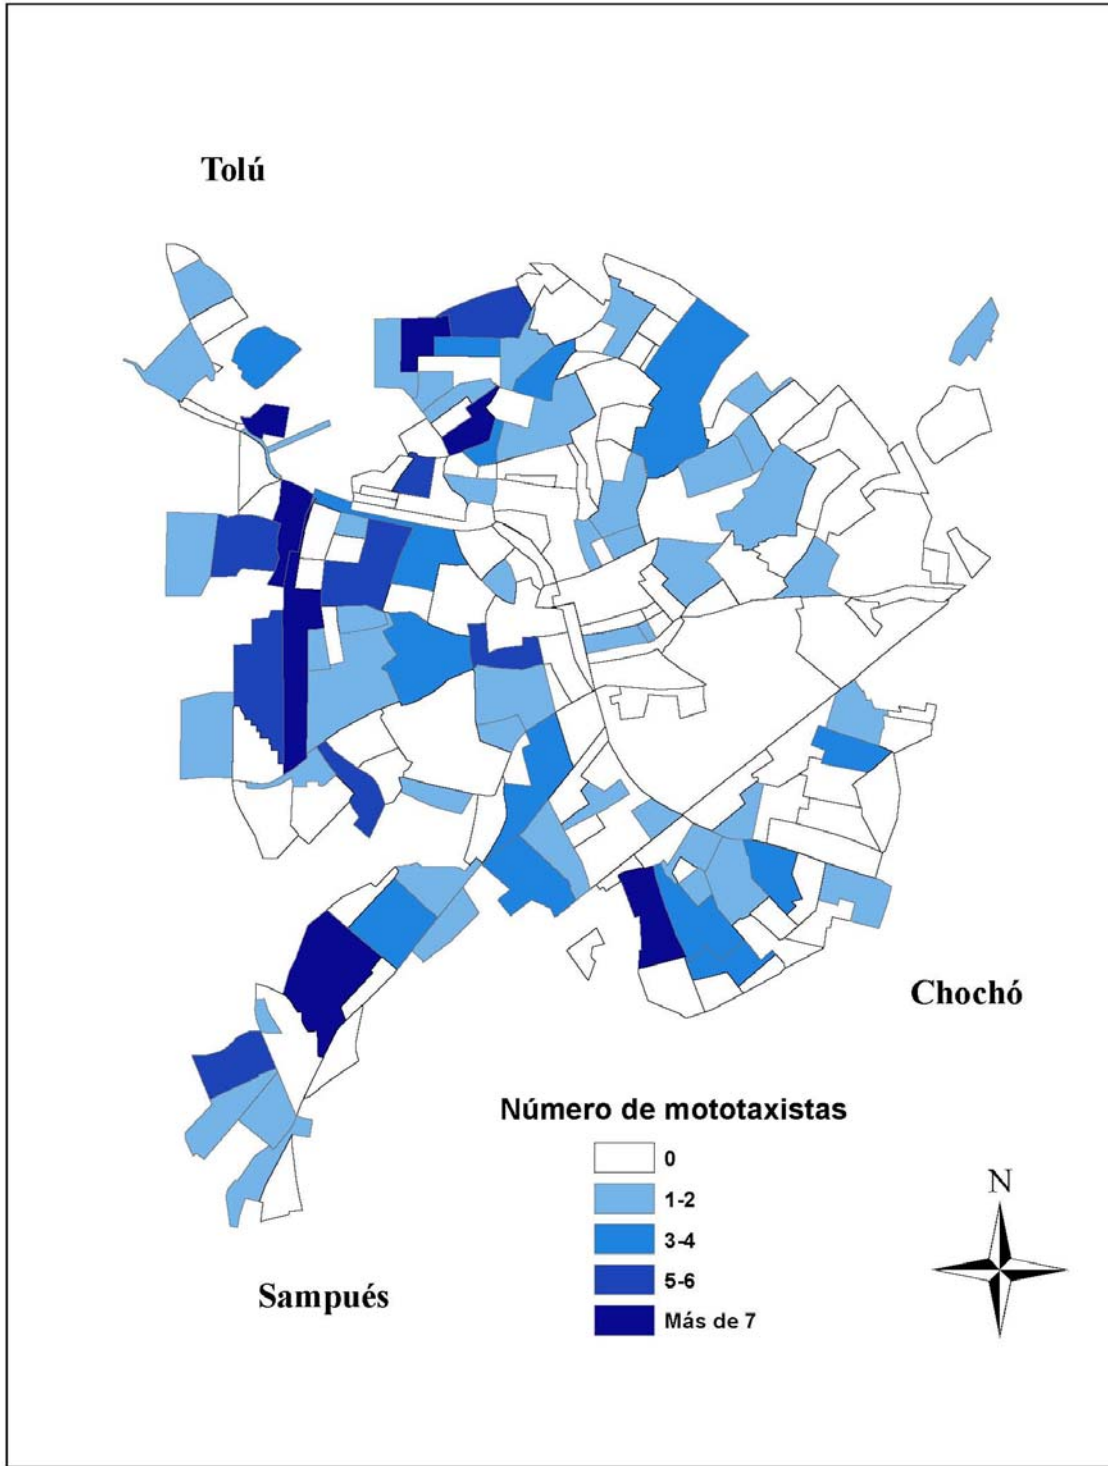 Tolú
Chochó
Número de mototaxistas
0
1-2
3-4
5-6
Más de 7
N
Sampués